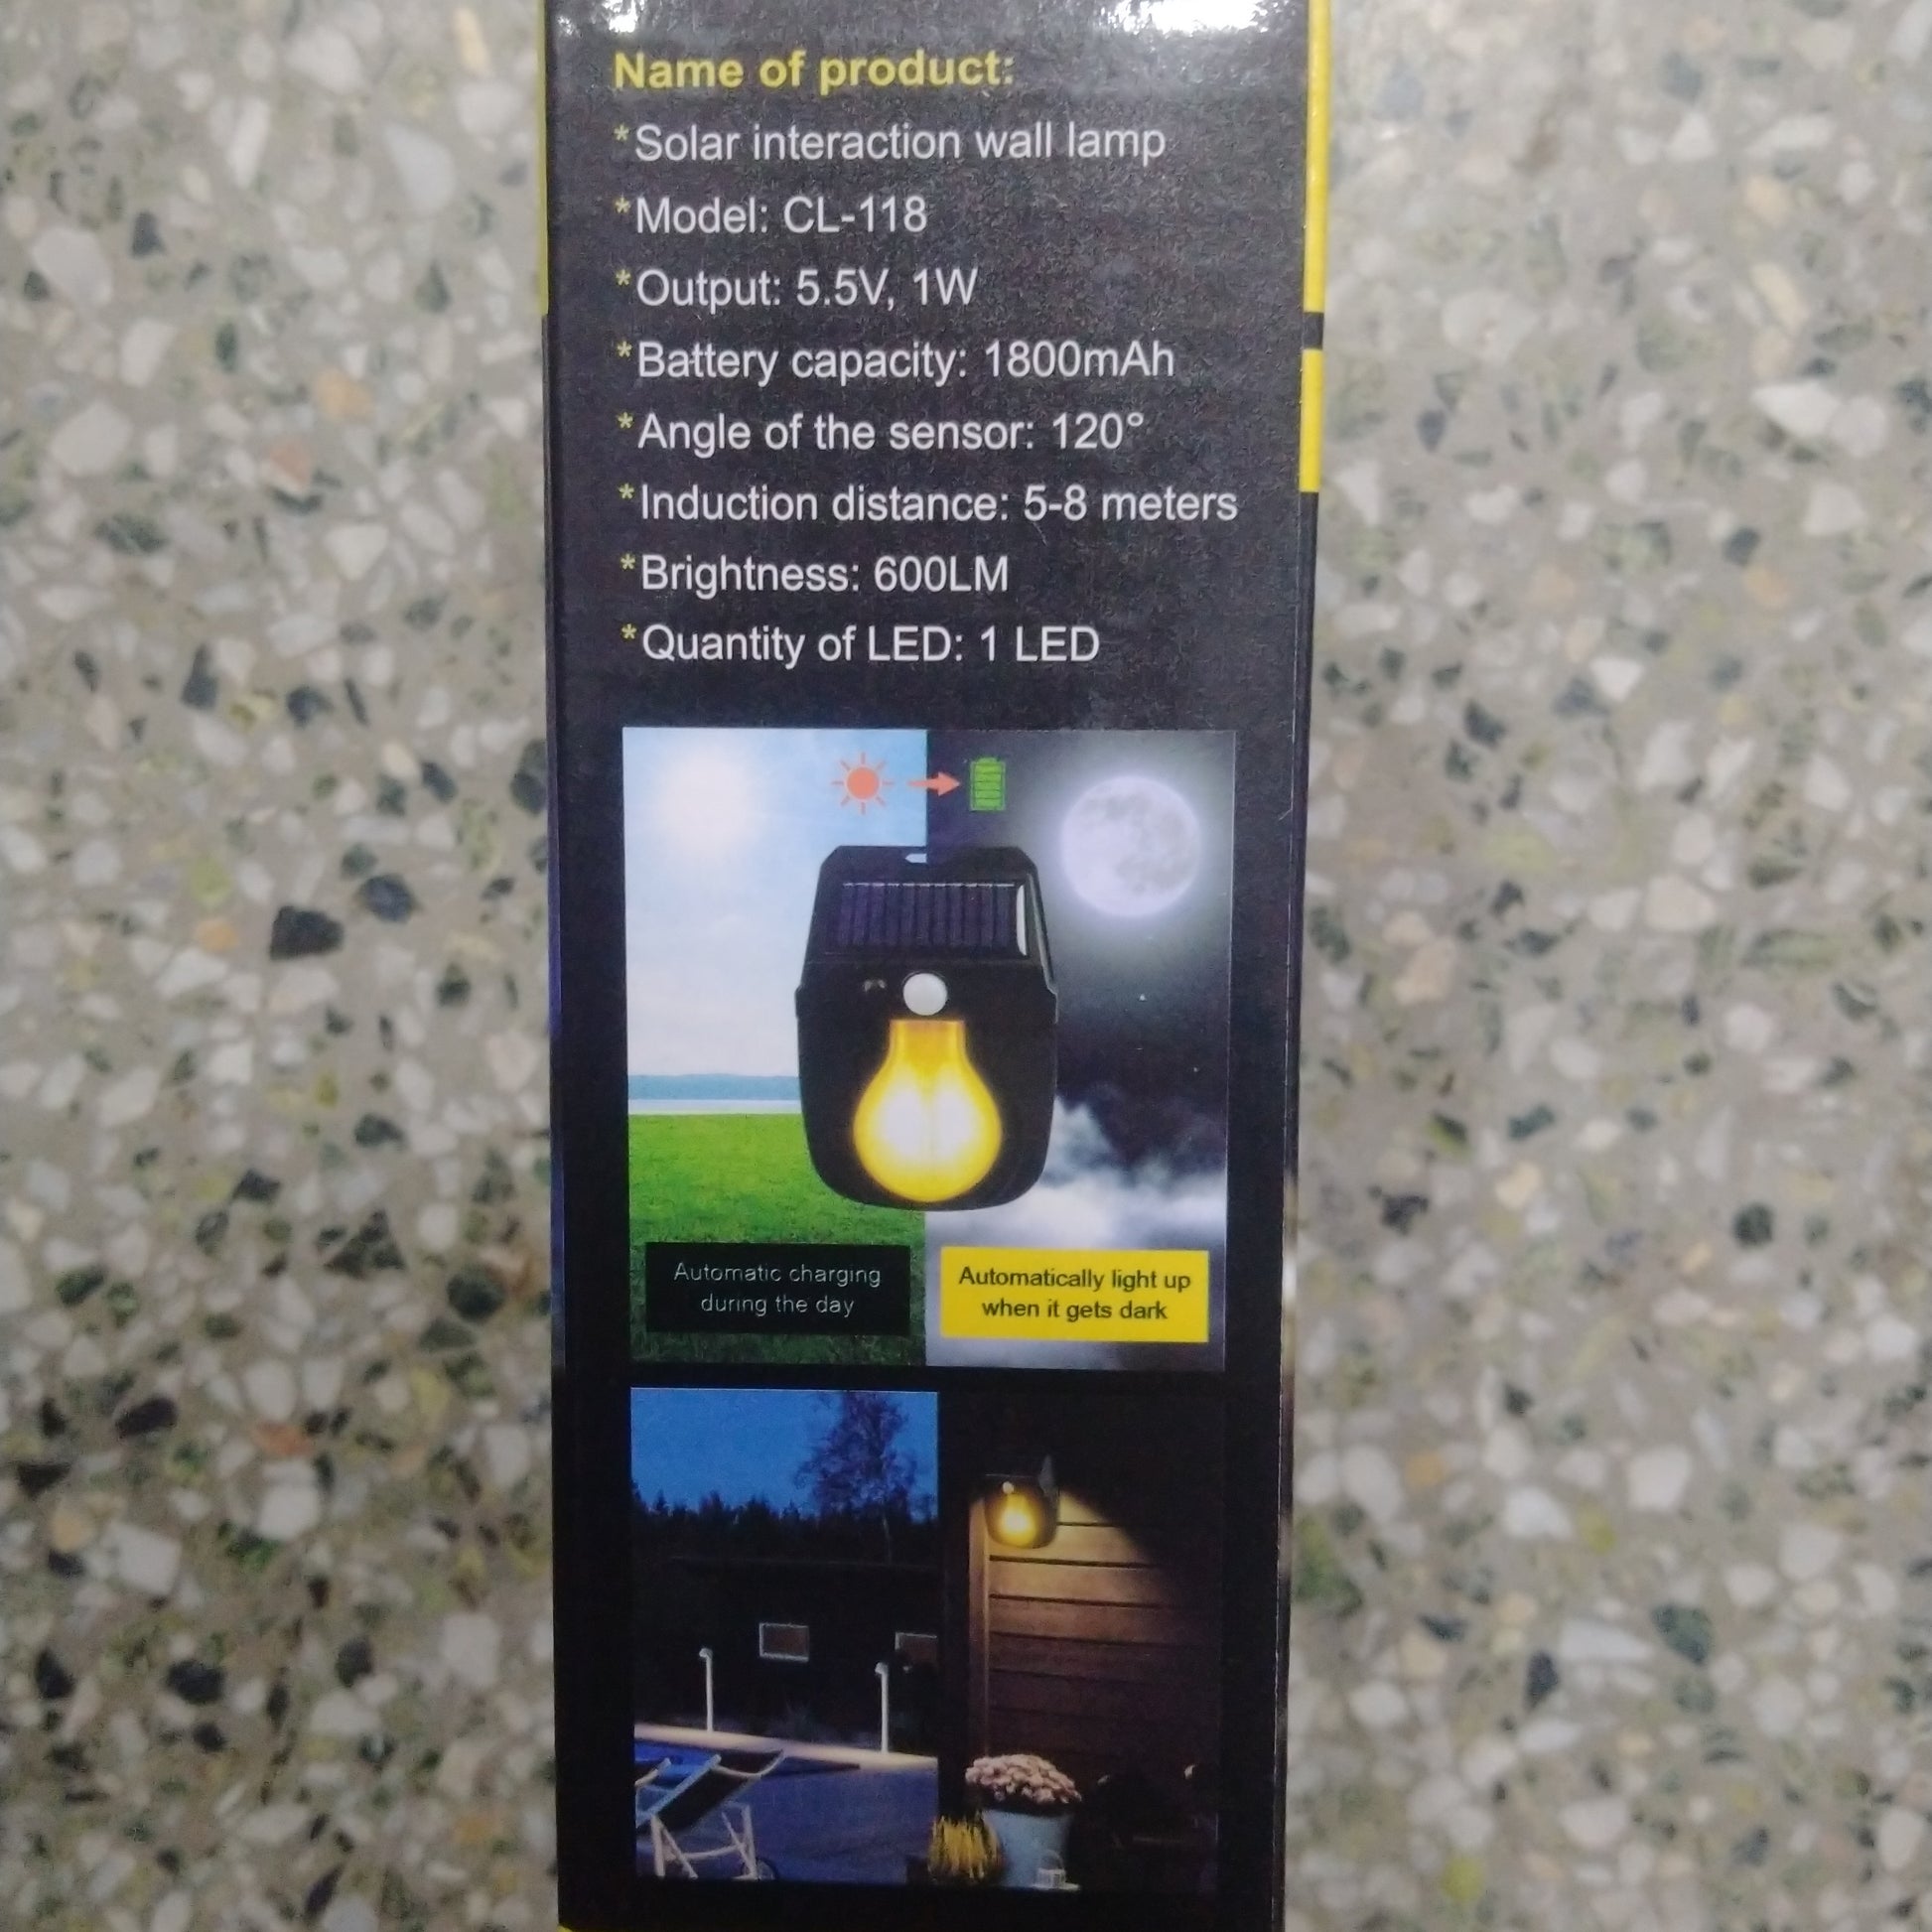 Name of product:
*Solar interaction wall lamp
*Model: CL-118
*Output: 5.5V, 1W
*Battery capacity: 1800mAh
*Angle of the sensor: 120°
*Induction distance: 5-8 meters
*Brightness: 600LM
*Quantity of LED: 1 LED
Automatic charging
during the day
Automatically light up
when it gets dark